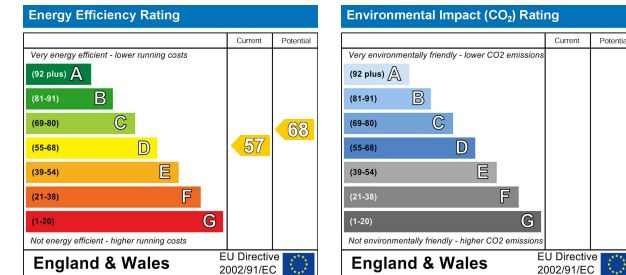 Energy Efficiency Rating
Current Potential
Very energy efficient - lower running costs
(92 plus) A
(81-91) B
(69-80) C
(55-68) D
(39-54) E
(21-38) F
(1-20) G
57
68
Not energy efficient - higher running costs
England & Wales
EU Directive
2002/91/EC
Environmental Impact (CO₂) Rating
Current Potential
Very environmentally friendly - lower CO2 emissions
(92 plus) A
(81-91) B
(69-80) C
(55-68) D
(39-54) E
(21-38) F
(1-20) G
Not environmentally friendly - higher CO2 emissions
England & Wales
EU Directive
2002/91/EC